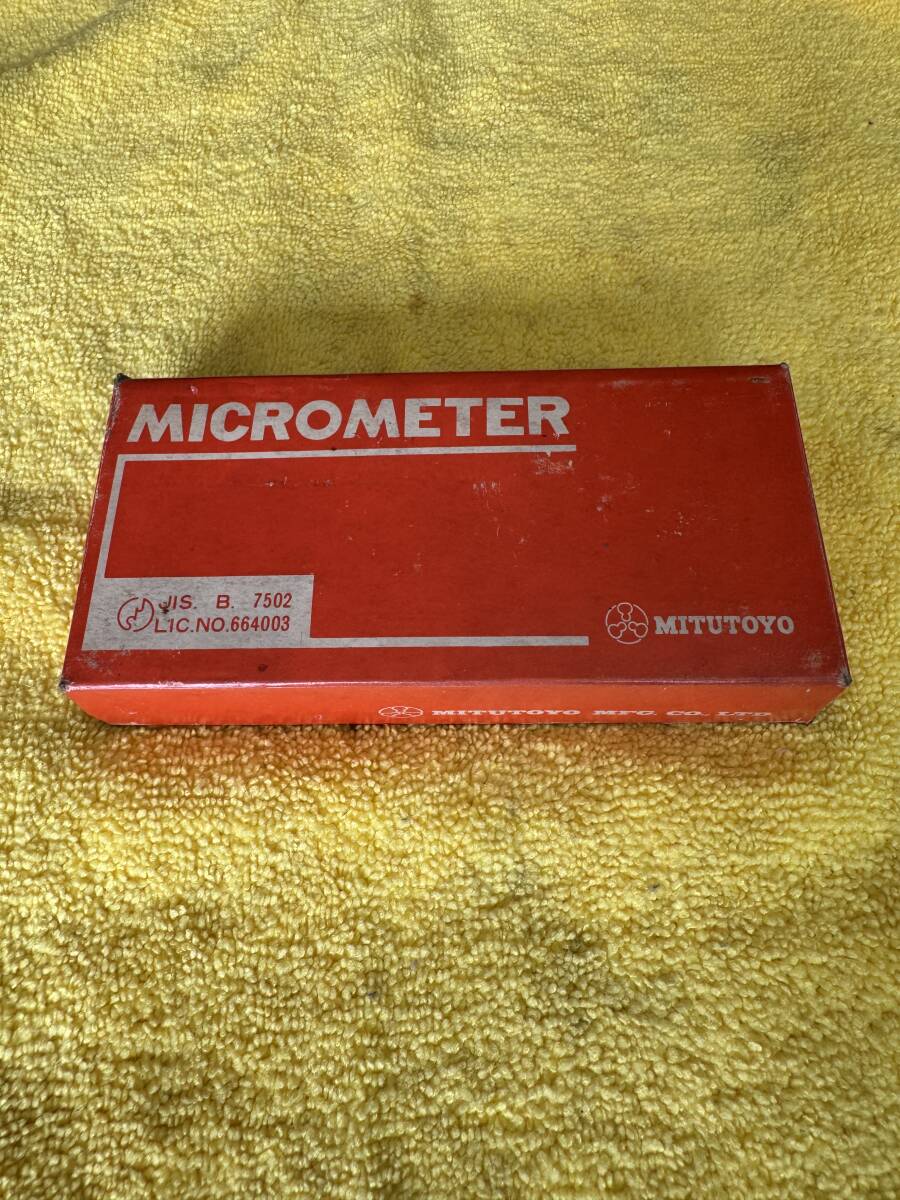 MICROMETER
JIS. B. 7502
LIC.NO.664003
MITUTOYO
MITUTOYO MFG. CO. LTD.